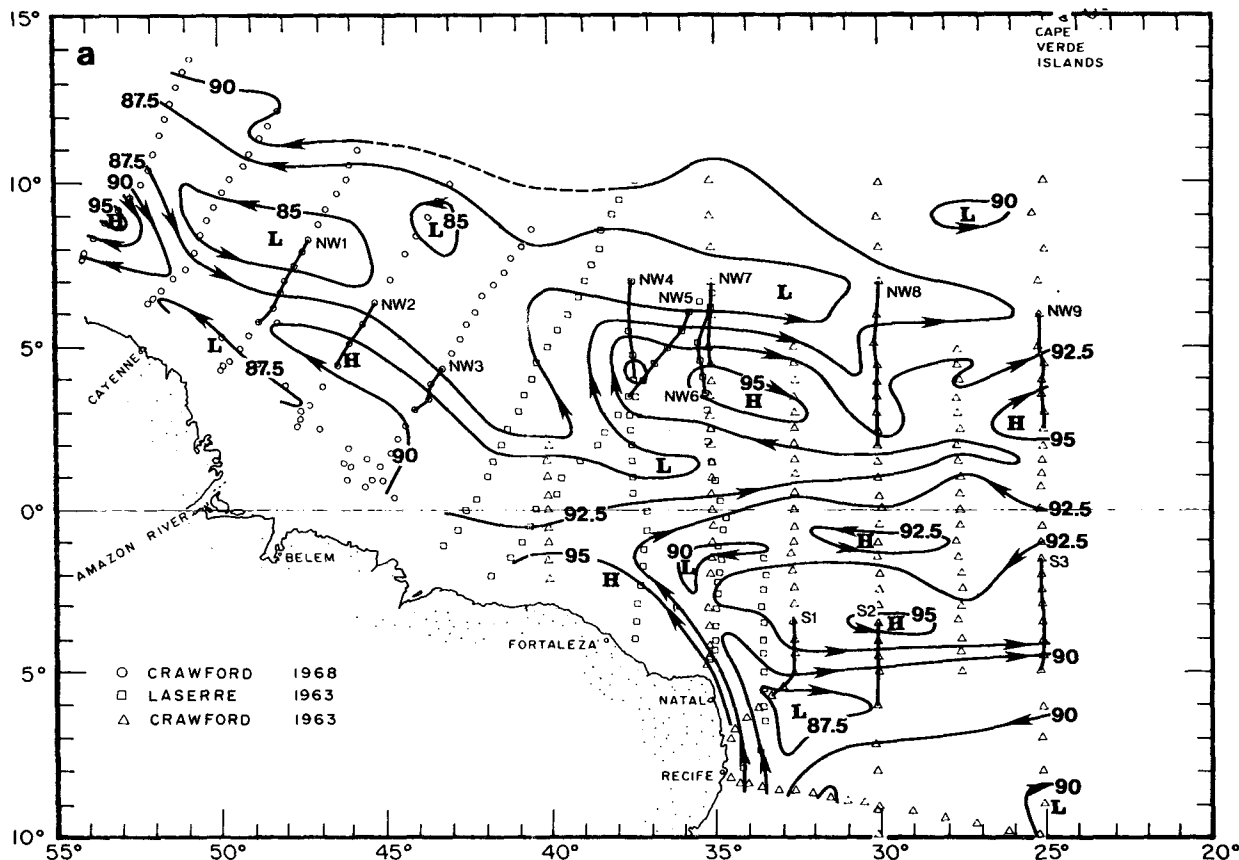 15°
a
CAPE
VERDE
ISLANDS
90
87.5
87.5
90
95
H
10°
85
L
L
85
L
90
NW1
NW2
NW3
NW4
NW5
NW7
L
NW8
NW9
92.5
5°
L
87.5
H
95
NW6
H
H
95
CAYENNE
90
L
0°
92.5
92.5
92.5
H
92.5
AMAZON RIVER
BELEM
95
H
90
L
S3
S1
S2
95
H
FORTALEZA
90
5°
NATAL
L
87.5
90
RECIFE
90
L
○ CRAWFORD 1968
□ LASERRE 1963
△ CRAWFORD 1963
10°
55°
50°
45°
40°
35°
30°
25°
20°